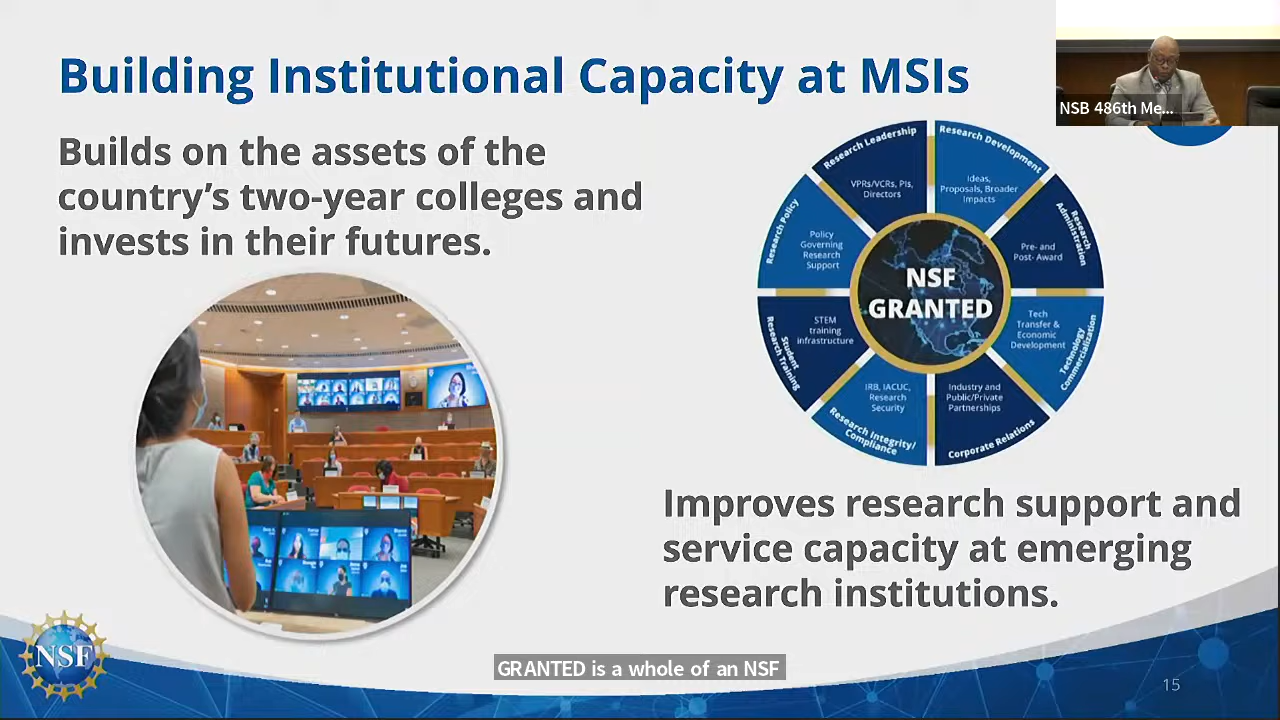 Building Institutional Capacity at MSIs
NSB 486th Me...
Builds on the assets of the
country's two-year colleges and
invests in their futures.
Research Leadership
VPRs/VCRs, PIs,
Directors
Research Development
Ideas,
Proposals, Broader
Impacts
Research
Administration
Pre- and
Post- Award
Technology
Commercialization
Tech
Transfer &
Economic
Development
Corporate Relations
Industry and
Public/Private
Partnerships
Research Integrity/
Compliance
IRB, IACUC,
Research
Security
Student
Research Training
STEM
training
infrastructure
Research Policy
Policy
Governing
Research
Support
NSF
GRANTED
Improves research support and
service capacity at emerging
research institutions.
NSF
GRANTED is a whole of an NSF
15